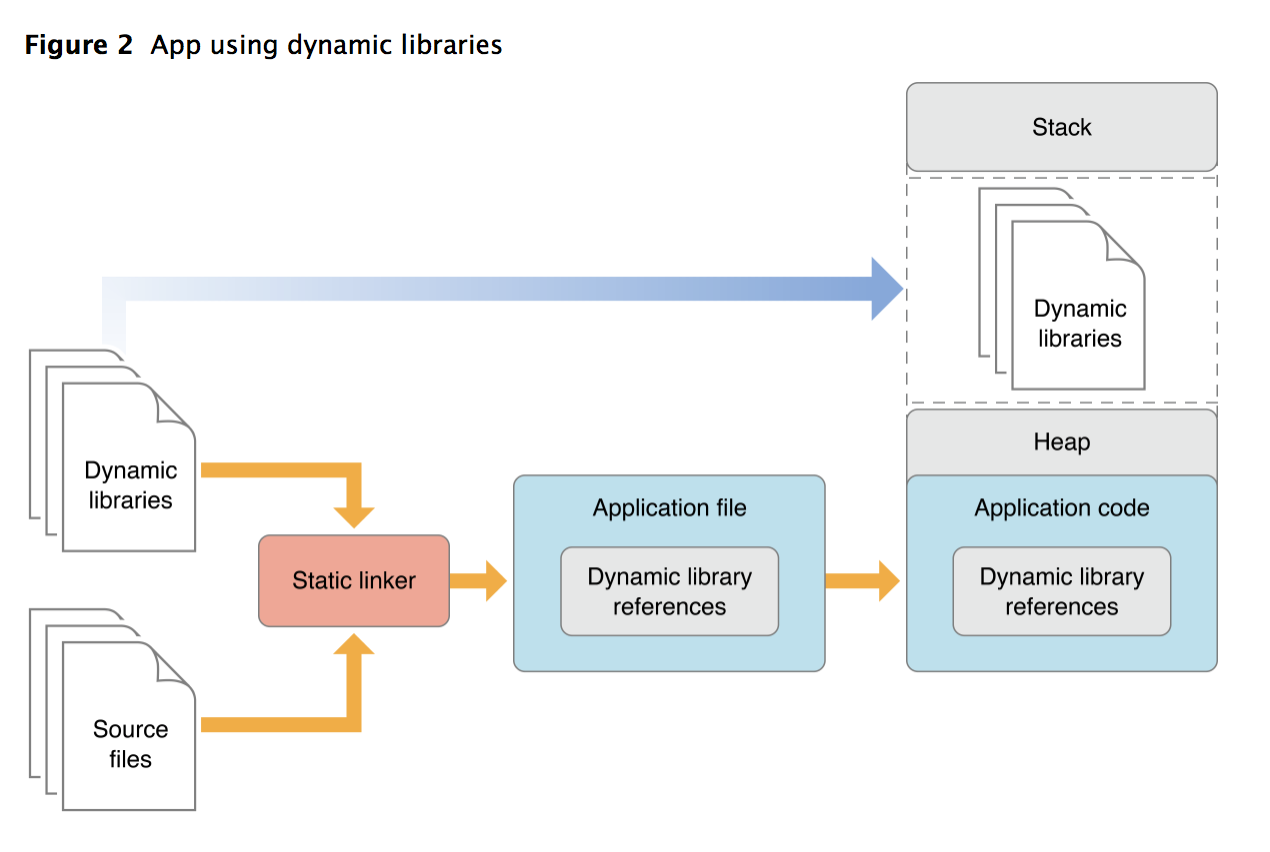 Figure 2  App using dynamic libraries
Stack
Dynamic
libraries
Heap
Dynamic
libraries
Application file
Application code
Static linker
Dynamic library
references
Dynamic library
references
Source
files